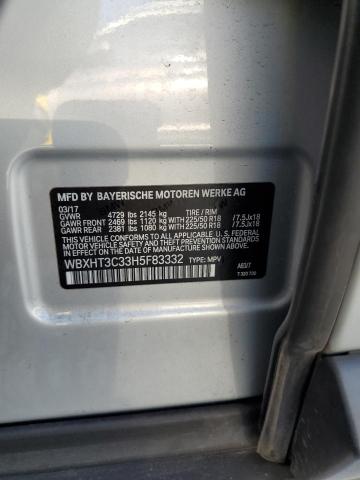 MFD BY BAYERISCHE MOTOREN WERKE AG
03/17 TIRE / RIM
GVWR 4729 lbs 2145 kg
GAWR FRONT 2469 lbs 1120 kg WITH 225/50 R18 /7.5Jx18
GAWR REAR 2381 lbs 1080 kg WITH 225/50 R18 /7.5Jx18
THIS VEHICLE CONFORMS TO ALL APPLICABLE U.S. FEDERAL
MOTOR VEHICLE SAFETY, BUMPER, AND THEFT PREVENTION
STANDARDS IN EFFECT ON THE DATE OF MANUFACTURE SHOWN ABOVE.
WBXHT3C33H5F83332 TYPE: MPV